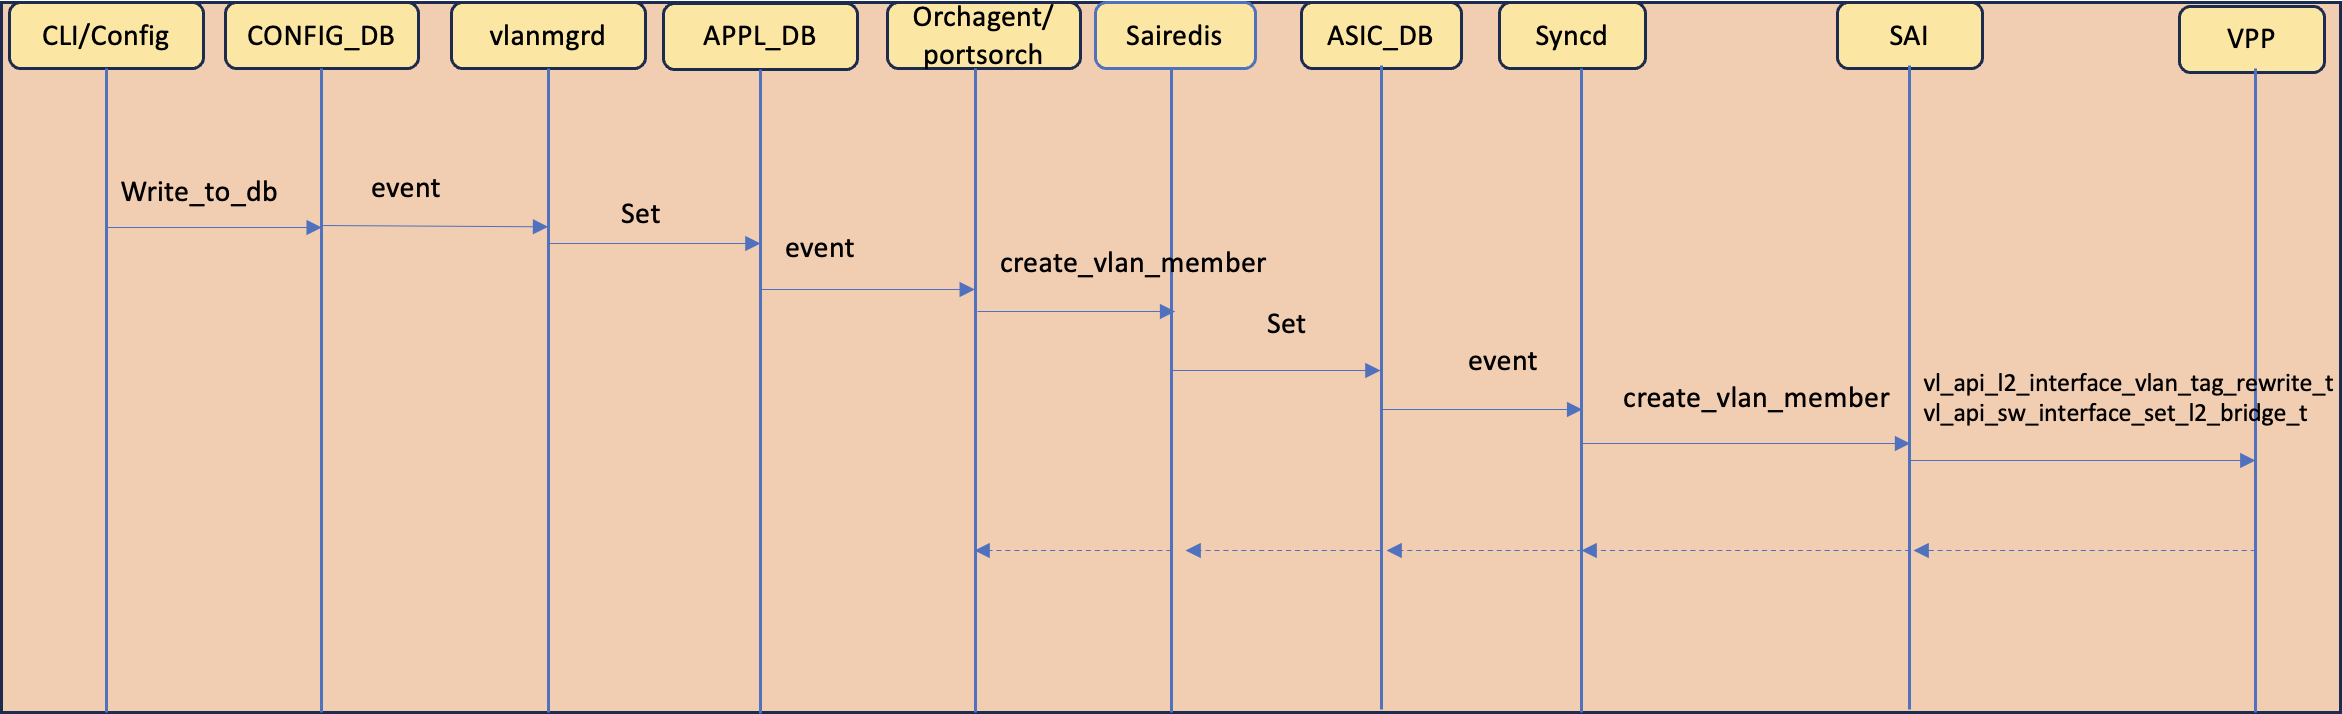 CLI/Config
CONFIG_DB
vlanmgrd
APPL_DB
Orchagent/
portsorch
Sairedis
ASIC_DB
Syncd
SAI
VPP
Write_to_db
event
Set
event
create_vlan_member
Set
event
create_vlan_member
vl_api_l2_interface_vlan_tag_rewrite_t
vl_api_sw_interface_set_l2_bridge_t